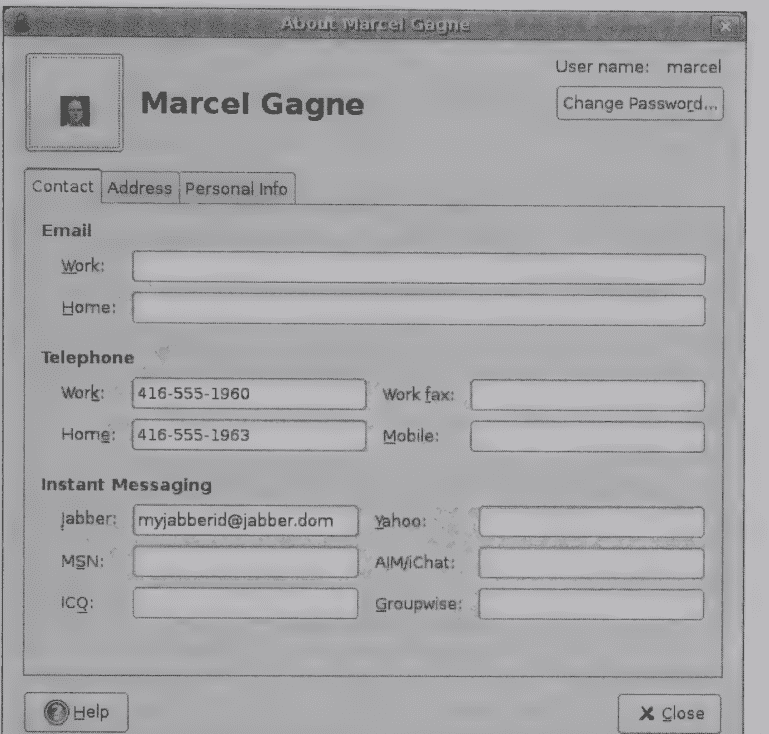 About Marcel Gagne
User name: marcel
Marcel Gagne
Change Password...
Contact Address Personal Info
Email
Work:
Home:
Telephone
Work: 416-555-1960 Work fax:
Home: 416-555-1963 Mobile:
Instant Messaging
Jabber: myjabberid@jabber.dom Yahoo:
MSN: AIM/iChat:
ICQ: Groupwise:
Help Close